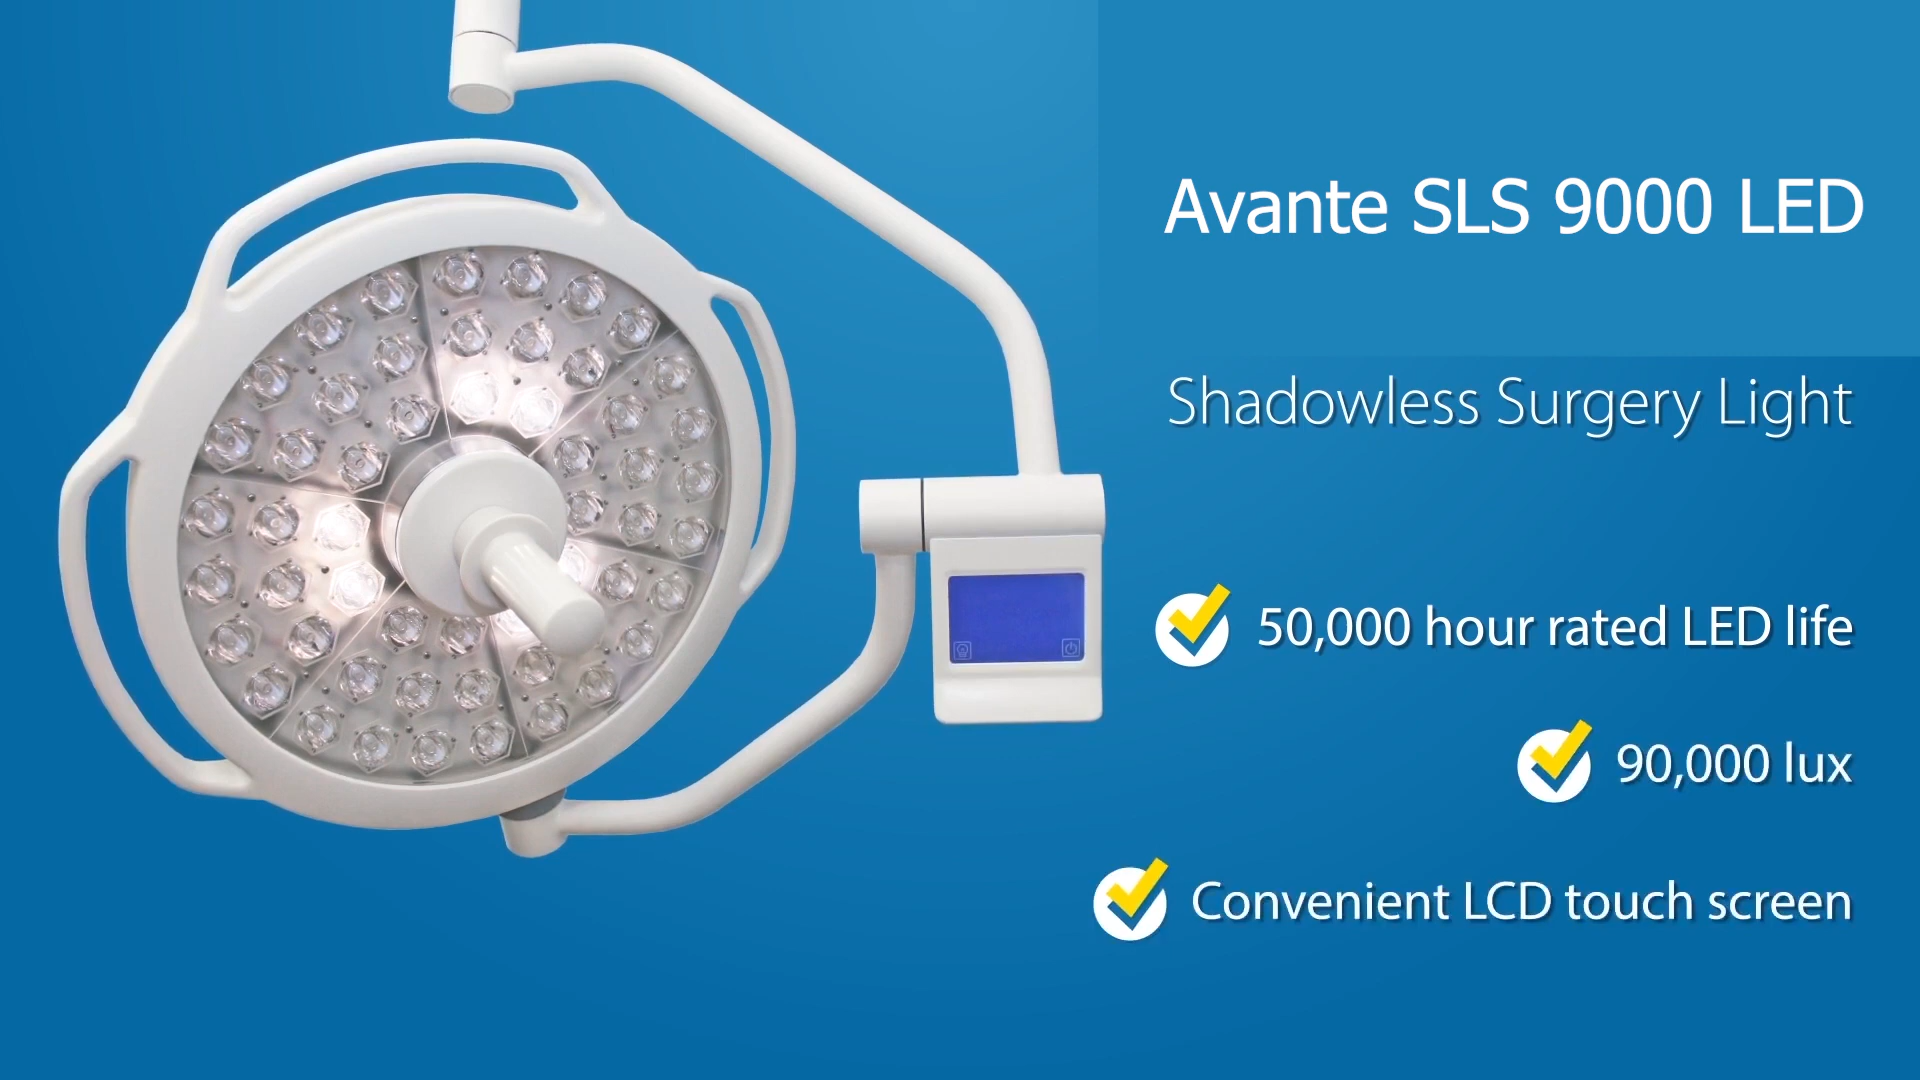 Avante SLS 9000 LED
Shadowless Surgery Light
50,000 hour rated LED life
90,000 lux
Convenient LCD touch screen